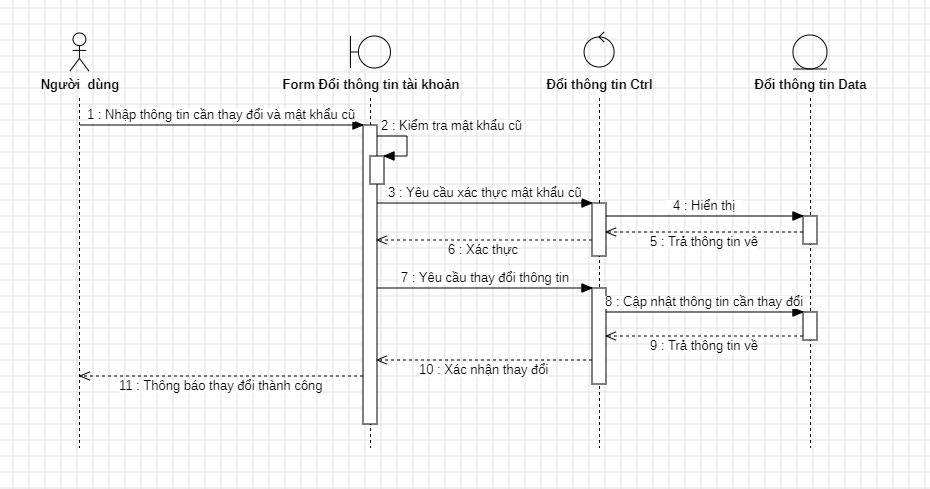 Người dùng
Form Đổi thông tin tài khoản
Đổi thông tin Ctrl
Đổi thông tin Data
1 : Nhập thông tin cần thay đổi và mật khẩu cũ
2 : Kiểm tra mật khẩu cũ
3 : Yêu cầu xác thực mật khẩu cũ
4 : Hiển thị
5 : Trả thông tin về
6 : Xác thực
7 : Yêu cầu thay đổi thông tin
8 : Cập nhật thông tin cần thay đổi
9 : Trả thông tin về
10 : Xác nhận thay đổi
11 : Thông báo thay đổi thành công